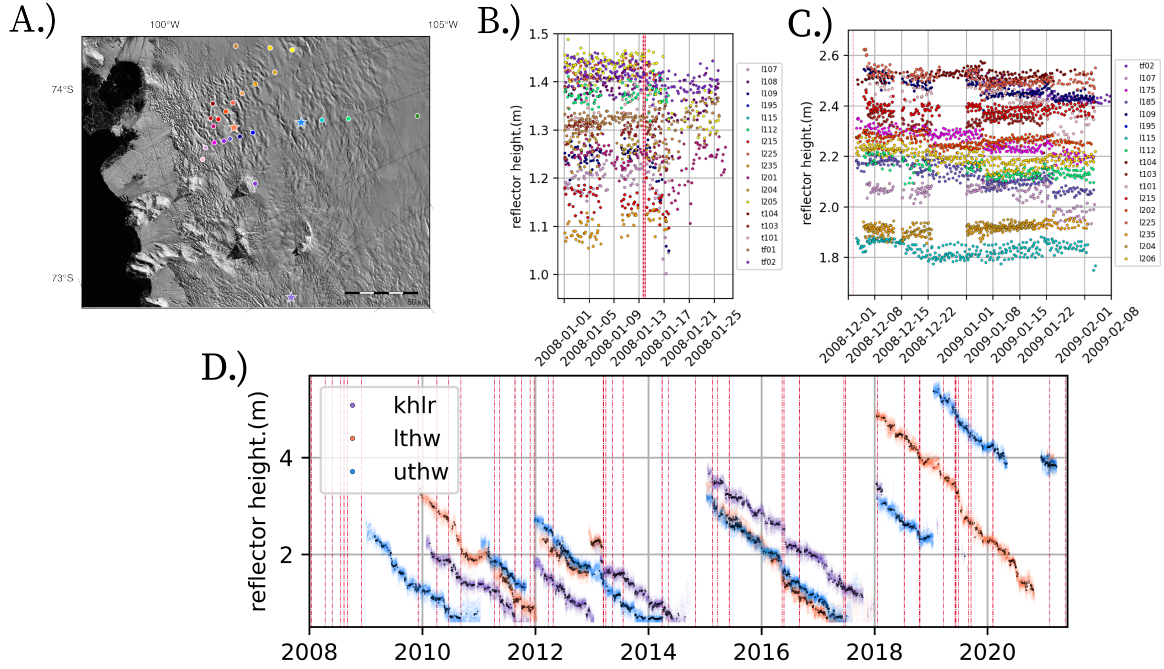 A.)
100°W
105°W
74°S
73°S
0 km
50 km
B.)
reflector height.(m)
1.5
1.4
1.3
1.2
1.1
1.0
2008-01-01
2008-01-05
2008-01-09
2008-01-13
2008-01-17
2008-01-21
2008-01-25
l107
l108
l109
l195
l115
l112
l215
l225
l235
l201
l204
l205
t104
t103
t101
tf01
tf02
C.)
reflector height.(m)
2.6
2.4
2.2
2.0
1.8
2008-12-01
2008-12-08
2008-12-15
2008-12-22
2009-01-01
2009-01-08
2009-01-15
2009-01-22
2009-02-01
2009-02-08
tf02
l107
l175
l185
l109
l195
l115
l112
t104
t103
t101
l215
l202
l225
l235
l204
l206
D.)
reflector height.(m)
4
2
khlr
lthw
uthw
2008
2010
2012
2014
2016
2018
2020